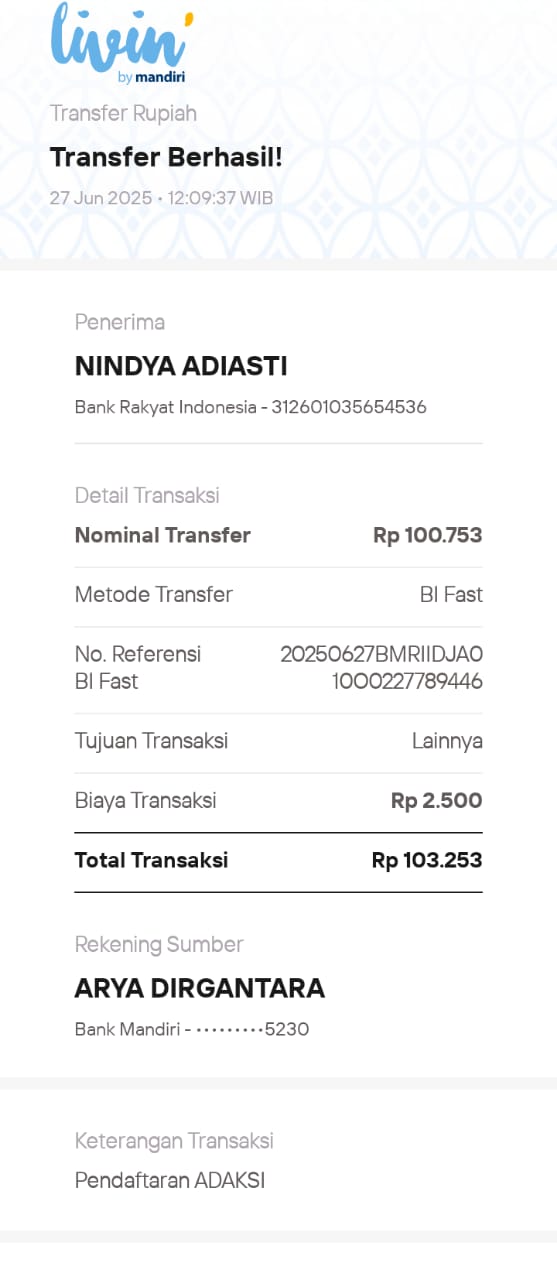 livin'
by mandiri
Transfer Rupiah
Transfer Berhasil!
27 Jun 2025 • 12:09:37 WIB
Penerima
NINDYA ADIASTI
Bank Rakyat Indonesia - 312601035654536
Detail Transaksi
Nominal Transfer Rp 100.753
Metode Transfer BI Fast
No. Referensi 20250627BMRIIDJA0
BI Fast 1O00227789446
Tujuan Transaksi Lainnya
Biaya Transaksi Rp 2.500
Total Transaksi Rp 103.253
Rekening Sumber
ARYA DIRGANTARA
Bank Mandiri - •••••••••5230
Keterangan Transaksi
Pendaftaran ADAKSI